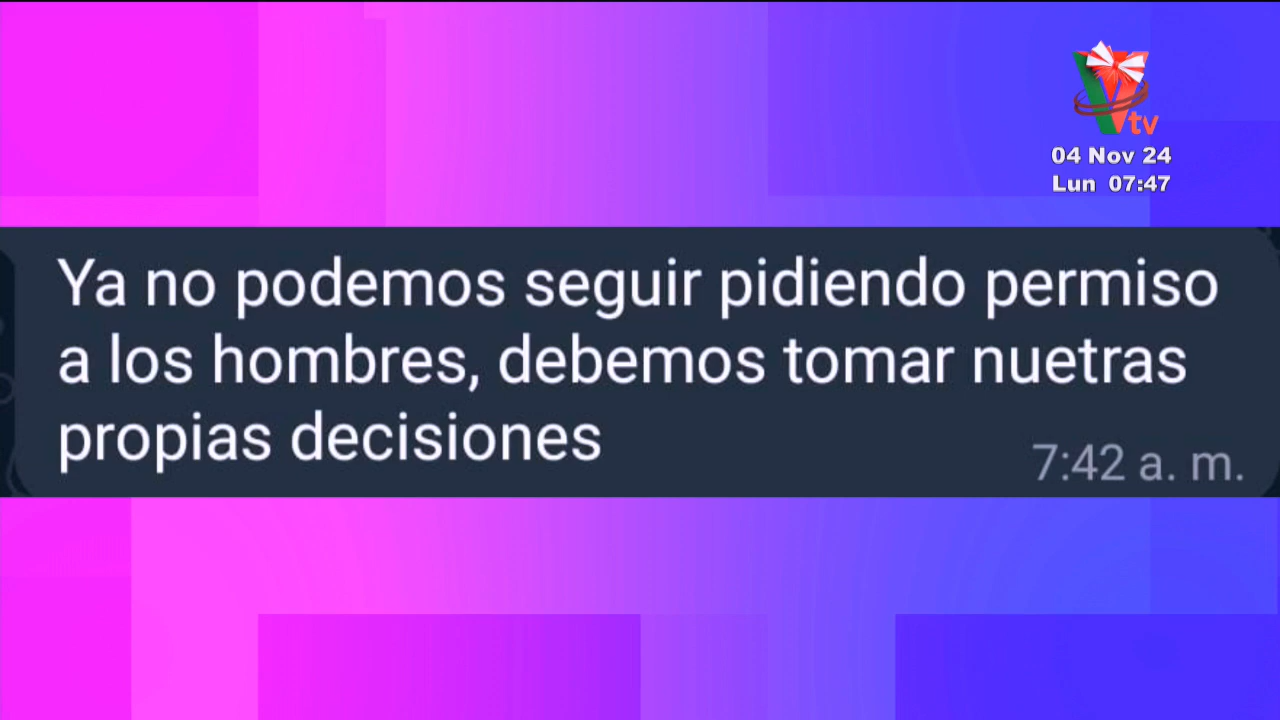 Vtv
04 Nov 24
Lun 07:47
Ya no podemos seguir pidiendo permiso
a los hombres, debemos tomar nuetras
propias decisiones
7:42 a. m.